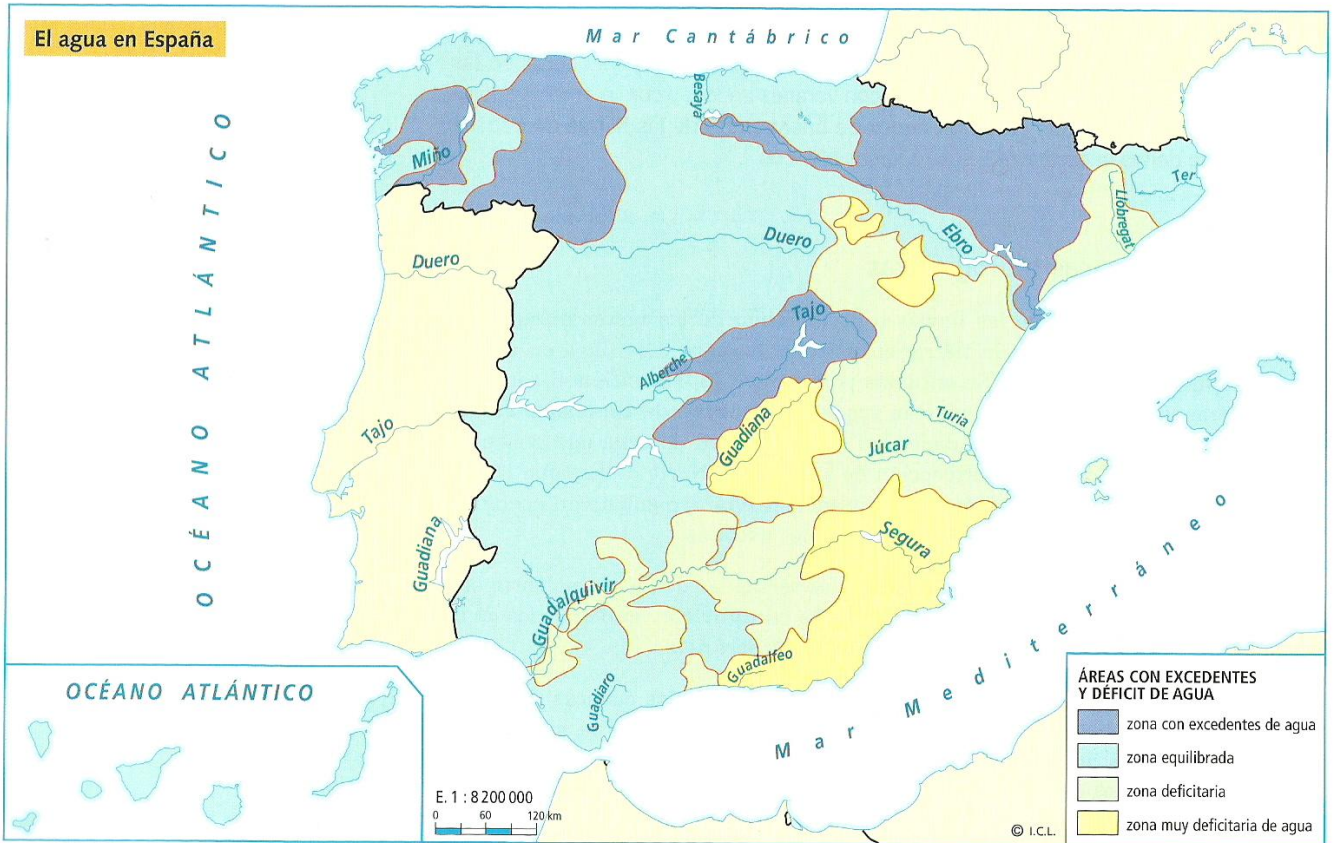 El agua en España
Mar Cantábrico
OCÉANO ATLÁNTICO
Besaya
Miño
Ter
Llobregat
Duero
Ebro
Duero
Tajo
Alberche
Tajo
Guadiana
Turia
Júcar
Guadiana
Segura
Guadalquivir
Guadalfeo
Guadiaro
Mar Mediterráneo
OCÉANO ATLÁNTICO
E. 1 : 8 200 000
0 60 120 km
© I.C.L.
ÁREAS CON EXCEDENTES
Y DÉFICIT DE AGUA
zona con excedentes de agua
zona equilibrada
zona deficitaria
zona muy deficitaria de agua